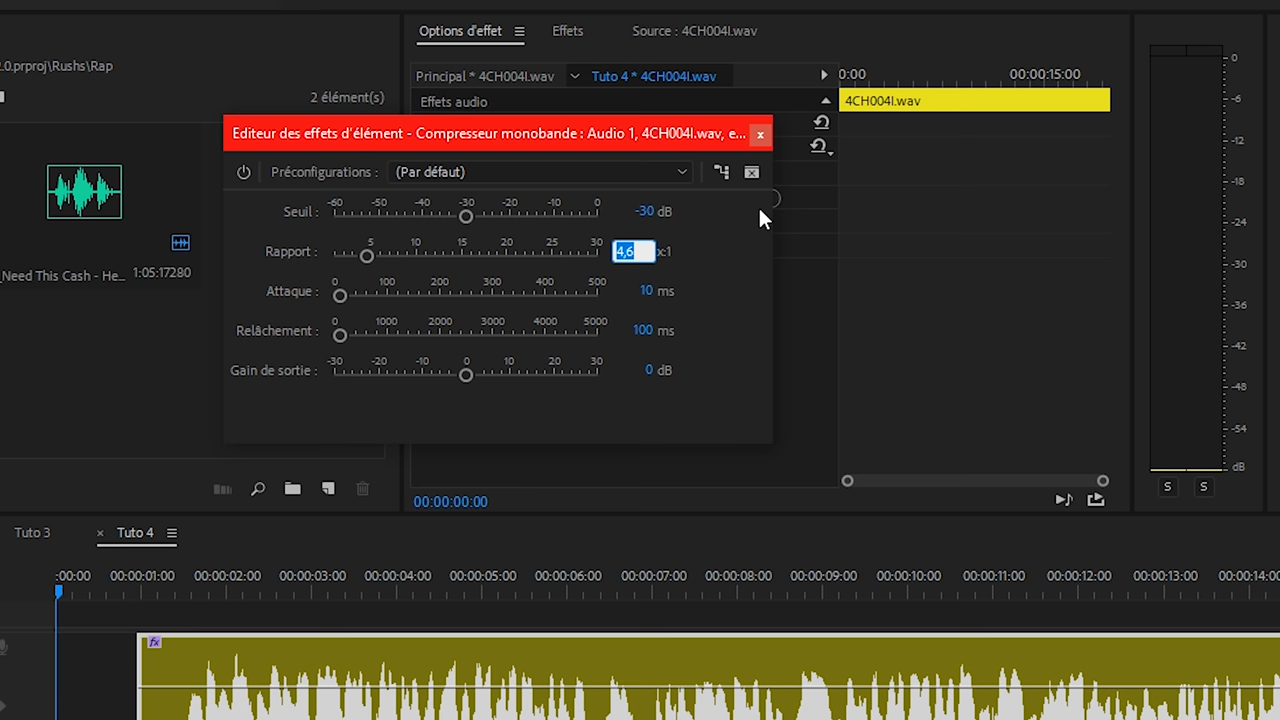 Options d'effet
Effets
Source : 4CH004I.wav
2.0.prproj\Rushs\Rap
Principal * 4CH004I.wav
Tuto 4 * 4CH004I.wav
0:00
00:00:15:00
2 élément(s)
Effets audio
4CH004I.wav
Editeur des effets d'élément - Compresseur monobande : Audio 1, 4CH004I.wav, e...
x
Préconfigurations :
(Par défaut)
Seuil :
-60 -50 -40 -30 -20 -10 0
-30 dB
Rapport :
5 10 15 20 25 30
4,6
x1
Attaque :
0 100 200 300 400 500
10 ms
Relâchement :
0 1000 2000 3000 4000 5000
100 ms
Gain de sortie :
-30 -20 -10 0 10 20 30
0 dB
_Need This Cash - He...
1:05:17280
0
-6
-12
-18
-24
-30
-36
-42
-48
-54
dB
S S
00:00:00:00
Tuto 3
× Tuto 4
:00:00 00:00:01:00 00:00:02:00 00:00:03:00 00:00:04:00 00:00:05:00 00:00:06:00 00:00:07:00 00:00:08:00 00:00:09:00 00:00:10:00 00:00:11:00 00:00:12:00 00:00:13:00 00:00:14:00
fx